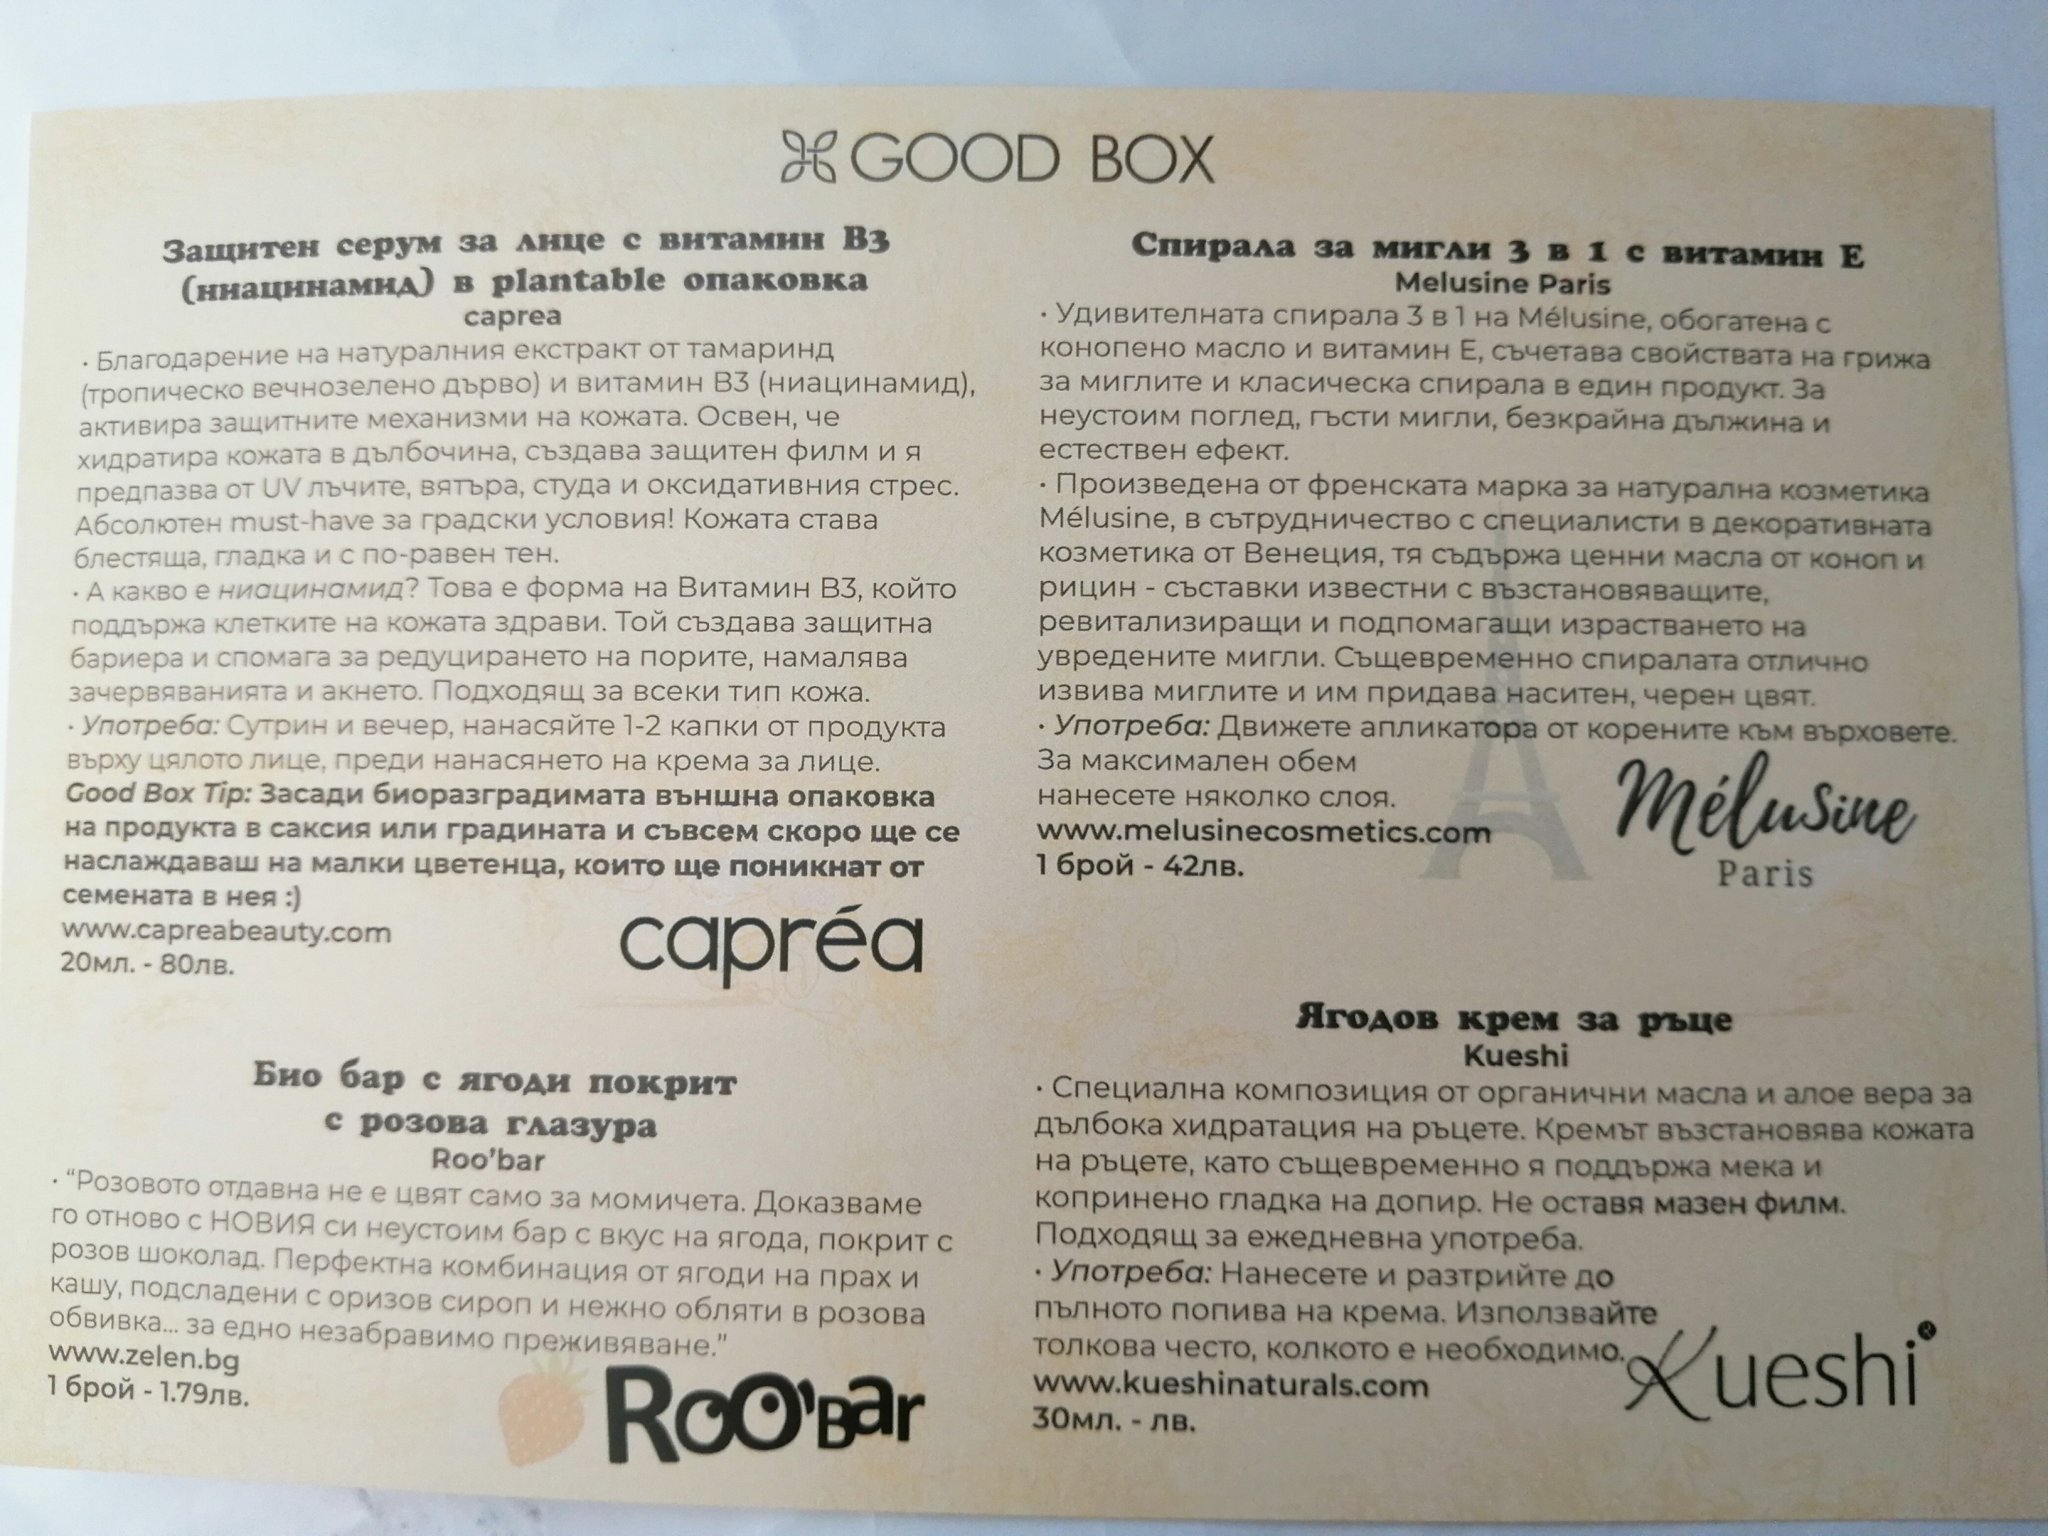 GOOD BOX
Защитен серум за лице с витамин B3
(ниацинамид) в plantable опаковка
caprea
· Благодарение на натуралния екстракт от тамаринд
(тропическо вечнозелено дърво) и витамин B3 (ниацинамид),
активира защитните механизми на кожата. Освен, че
хидратира кожата в дълбочина, създава защитен филм и я
предпазва от UV лъчите, вятъра, студа и оксидативния стрес.
Абсолютен must-have за градски условия! Кожата става
блестяща, гладка и с по-равен тен.
· А какво е ниацинамид? Това е форма на Витамин B3, който
поддържа клетките на кожата здрави. Той създава защитна
бариера и спомага за редуцирането на порите, намалява
зачервяванията и акнето. Подходящ за всеки тип кожа.
· Употреба: Сутрин и вечер, нанасяйте 1-2 капки от продукта
върху цялото лице, преди нанасянето на крема за лице.
Good Box Tip: Засади биоразградимата външна опаковка
на продукта в саксия или градината и съвсем скоро ще се
наслаждаваш на малки цветенца, които ще поникнат от
семената в нея :)
www.capreabeauty.com
20мл. - 80лв.
capréa
Био бар с ягоди покрит
с розова глазура
Roo'bar
· "Розовото отдавна не е цвят само за момичета. Доказваме
го отново с НОВИЯ си неустоим бар с вкус на ягода, покрит с
розов шоколад. Перфектна комбинация от ягоди на прах и
кашу, подсладени с оризов сироп и нежно обляти в розова
обвивка... за едно незабравимо преживяване."
www.zelen.bg
1 брой - 1.79лв.
Roo'Bar
Спирала за мигли 3 в 1 с витамин E
Melusine Paris
· Удивителната спирала 3 в 1 на Mélusine, обогатена с
конопено масло и витамин E, съчетава свойствата на грижа
за миглите и класическа спирала в един продукт. За
неустоим поглед, гъсти мигли, безкрайна дължина и
естествен ефект.
· Произведена от френската марка за натурална козметика
Mélusine, в сътрудничество с специалисти в декоративната
козметика от Венеция, тя съдържа ценни масла от коноп и
рицин - съставки известни с възстановяващите,
ревитализиращи и подпомагащи израстването на
увредените мигли. Същевременно спиралата отлично
извива миглите и им придава наситен, черен цвят.
· Употреба: Движете апликатора от корените към върховете.
За максимален обем
нанесете няколко слоя.
www.melusinecosmetics.com
1 брой - 42лв.
Mélusine
Paris
Ягодов крем за ръце
Kueshi
· Специална композиция от органични масла и алое вера за
дълбока хидратация на ръцете. Кремът възстановява кожата
на ръцете, като същевременно я поддържа мека и
копринено гладка на допир. Не оставя мазен филм.
Подходящ за ежедневна употреба.
· Употреба: Нанесете и разтрийте до
пълното попива на крема. Използвайте
толкова често, колкото е необходимо.
www.kueshinaturals.com
30мл. - лв.
Kueshi